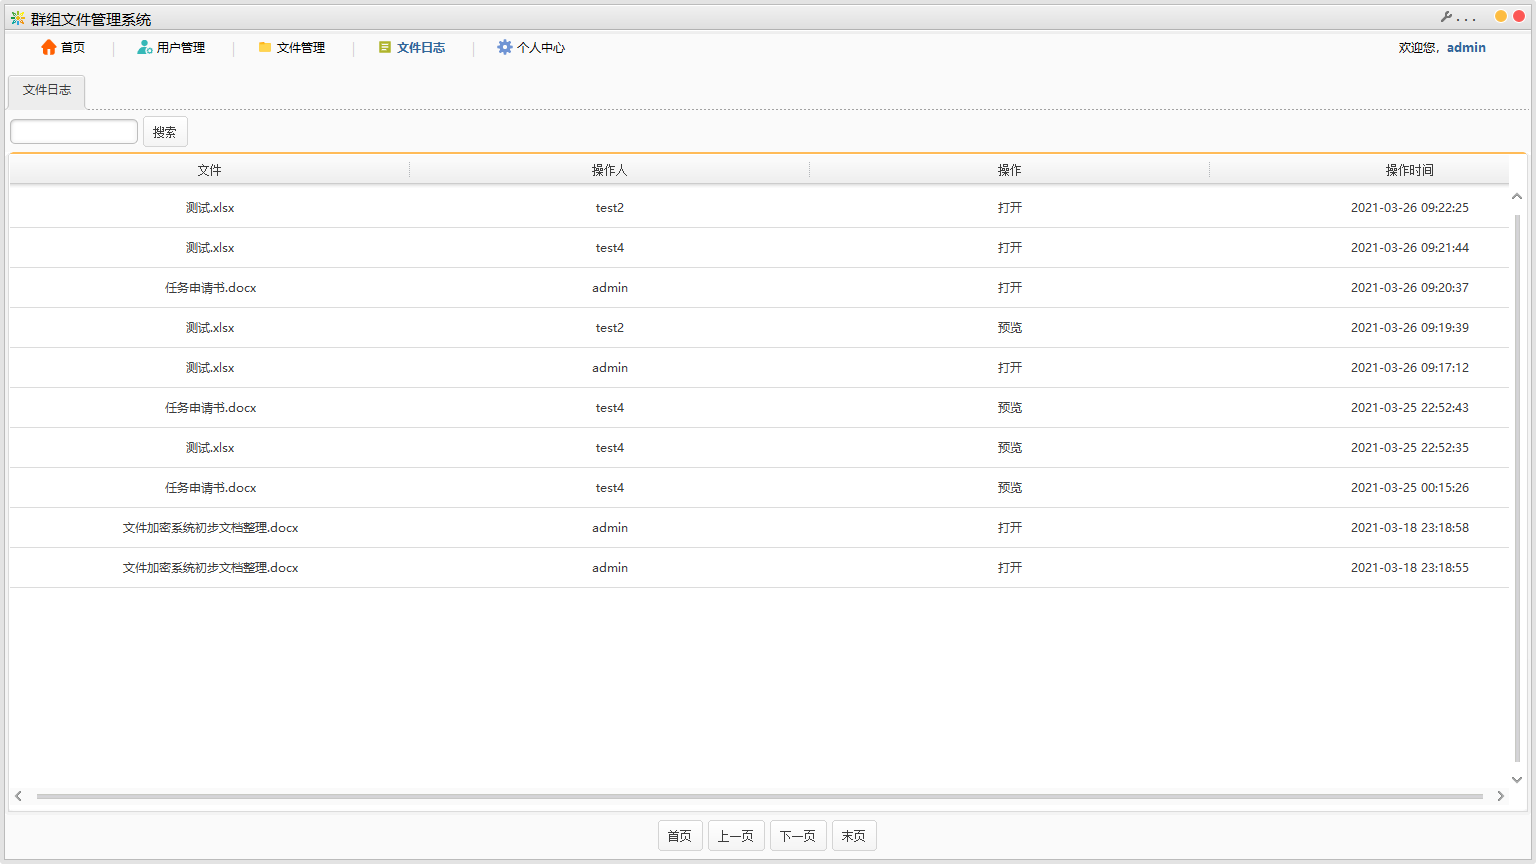 群组文件管理系统
首页 用户管理 文件管理 文件日志 个人中心 欢迎您，admin
文件日志
搜索
文件 操作人 操作 操作时间
测试.xlsx test2 打开 2021-03-26 09:22:25
测试.xlsx test4 打开 2021-03-26 09:21:44
任务申请书.docx admin 打开 2021-03-26 09:20:37
测试.xlsx test2 预览 2021-03-26 09:19:39
测试.xlsx admin 打开 2021-03-26 09:17:12
任务申请书.docx test4 预览 2021-03-25 22:52:43
测试.xlsx test4 预览 2021-03-25 22:52:35
任务申请书.docx test4 预览 2021-03-25 00:15:26
文件加密系统初步文档整理.docx admin 打开 2021-03-18 23:18:58
文件加密系统初步文档整理.docx admin 打开 2021-03-18 23:18:55
首页 上一页 下一页 末页